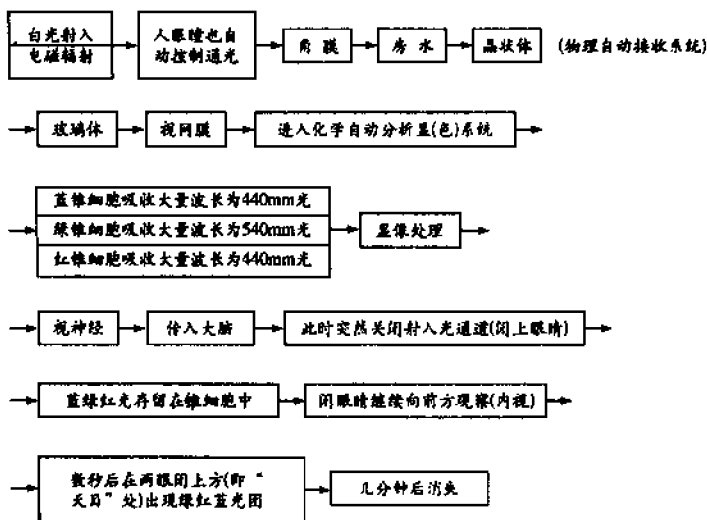 白光射入
电磁辐射
人眼瞳也自
动控制通光
角膜
房水
晶状体
(物理自动接收系统)
玻璃体
视网膜
进入化学自动分析显(色)系统
蓝锥细胞吸收大量波长为440mm光
绿锥细胞吸收大量波长为540mm光
红锥细胞吸收大量波长为440mm光
显像处理
视神经
传入大脑
此时突然关闭射入光通道(闭上眼睛)
蓝绿红光存留在锥细胞中
闭眼睛继续向前方观察(内视)
数秒后在两眼闭上方(即“
天目”处)出现绿红蓝光团
几分钟后消失